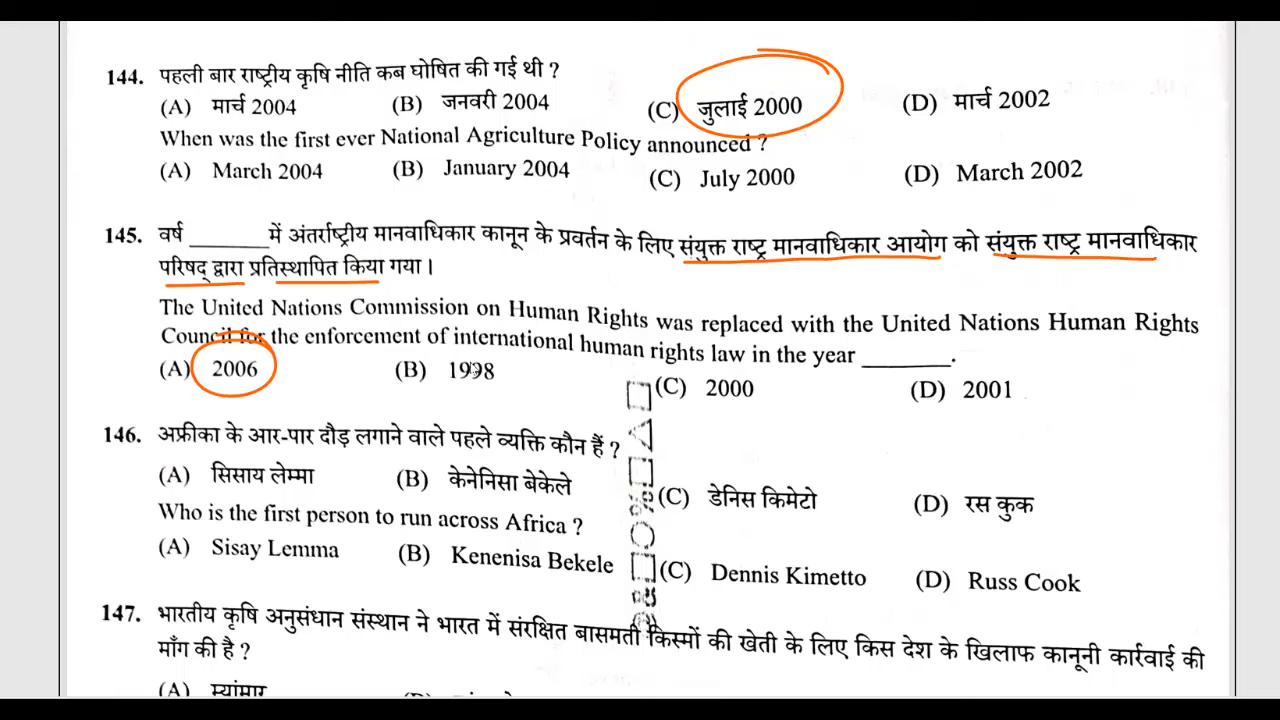 144. पहली बार राष्ट्रीय कृषि नीति कब घोषित की गई थी ?
(A) मार्च 2004 (B) जनवरी 2004 (C) जुलाई 2000 (D) मार्च 2002
When was the first ever National Agriculture Policy announced ?
(A) March 2004 (B) January 2004 (C) July 2000 (D) March 2002
145. वर्ष ________ में अंतर्राष्ट्रीय मानवाधिकार कानून के प्रवर्तन के लिए संयुक्त राष्ट्र मानवाधिकार आयोग को संयुक्त राष्ट्र मानवाधिकार
परिषद् द्वारा प्रतिस्थापित किया गया ।
The United Nations Commission on Human Rights was replaced with the United Nations Human Rights
Council for the enforcement of international human rights law in the year ________.
(A) 2006 (B) 1998 (C) 2000 (D) 2001
146. अफ्रीका के आर-पार दौड़ लगाने वाले पहले व्यक्ति कौन हैं ?
(A) सिसाय लेम्मा (B) केनेनिसा बेकेले (C) डेनिस किमेटो (D) रस कुक
Who is the first person to run across Africa ?
(A) Sisay Lemma (B) Kenenisa Bekele (C) Dennis Kimetto (D) Russ Cook
147. भारतीय कृषि अनुसंधान संस्थान ने भारत में संरक्षित बासमती किस्मों की खेती के लिए किस देश के खिलाफ कानूनी कार्रवाई की
माँग की है ?
(A) म्यांमार